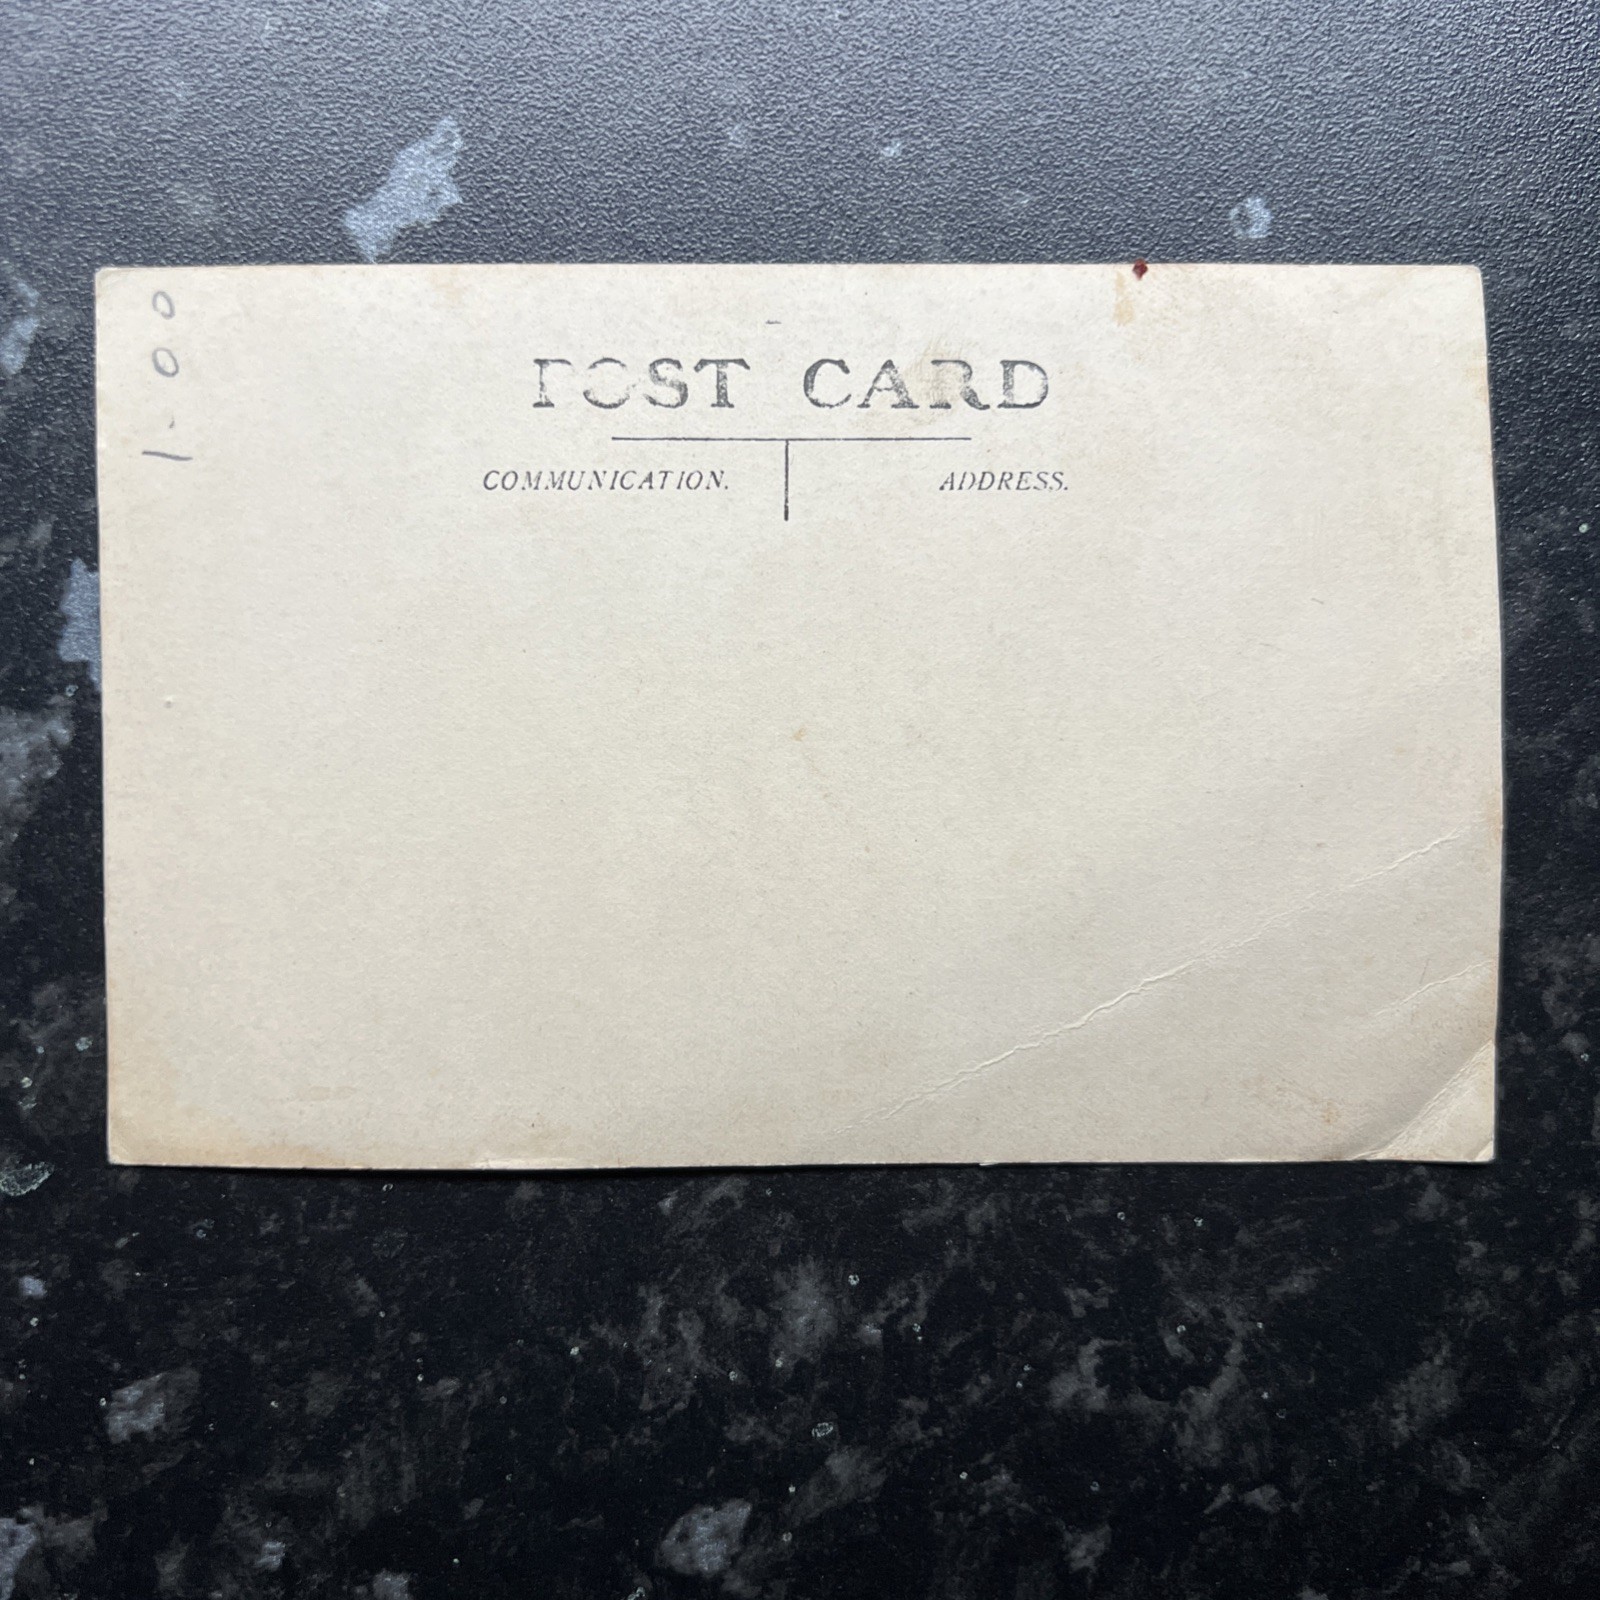 1-00
POST CARD
COMMUNICATION. ADDRESS.